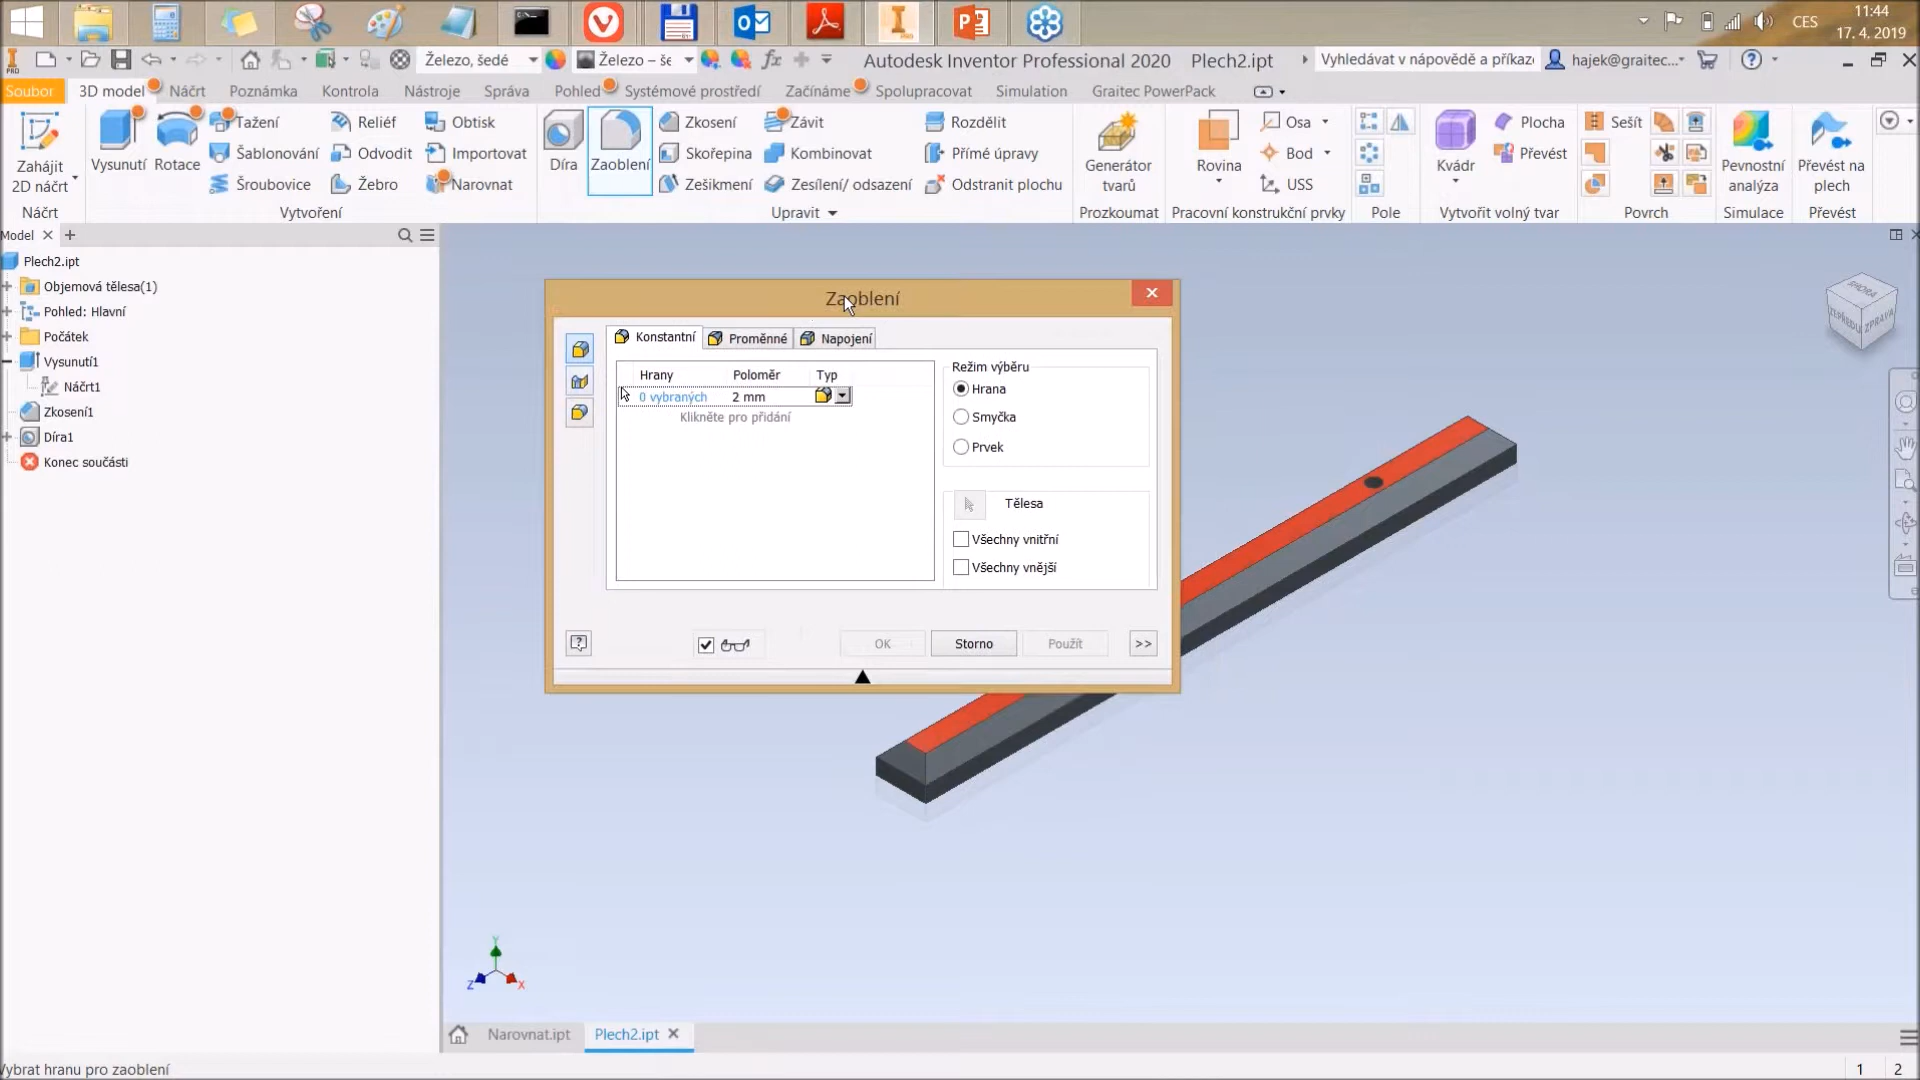 11:44
CES
17. 4. 2019
Železo, šedé
Železo – še
Autodesk Inventor Professional 2020 Plech2.ipt
Vyhledávat v nápovědě a příkaz
hajek@graitec...
Soubor 3D model Náčrt Poznámka Kontrola Nástroje Správa Pohled Systémové prostředí Začínáme Spolupracovat Simulation Graitec PowerPack
Zahájit
2D náčrt
Vysunutí
Rotace
Tažení
Šablonování
Šroubovice
Reliéf
Odvodit
Žebro
Obtisk
Importovat
Narovnat
Díra
Zaoblení
Zkosení
Skořepina
Zešikmení
Závit
Kombinovat
Zesílení/ odsazení
Rozdělit
Přímé úpravy
Odstranit plochu
Generátor
tvarů
Rovina
Osa
Bod
USS
Kvádr
Plocha
Převést
Sešít
Pevnostní
analýza
Převést na
plech
Náčrt Vytvoření Upravit Prozkoumat Pracovní konstrukční prvky Pole Vytvořit volný tvar Povrch Simulace Převést
Model
Plech2.ipt
Objemová tělesa(1)
Pohled: Hlavní
Počátek
Vysunutí1
Náčrt1
Zkosení1
Díra1
Konec součásti
Zaoblení
Konstantní Proměnné Napojení
Hrany Poloměr Typ
0 vybraných 2 mm
Klikněte pro přidání
Režim výběru
Hrana
Smyčka
Prvek
Tělesa
Všechny vnitřní
Všechny vnější
OK Storno Použít >>
SHORA
ZEPŘEDU ZPRAVA
Y
Z X
Narovnat.ipt Plech2.ipt
Vybrat hranu pro zaoblení
1 2